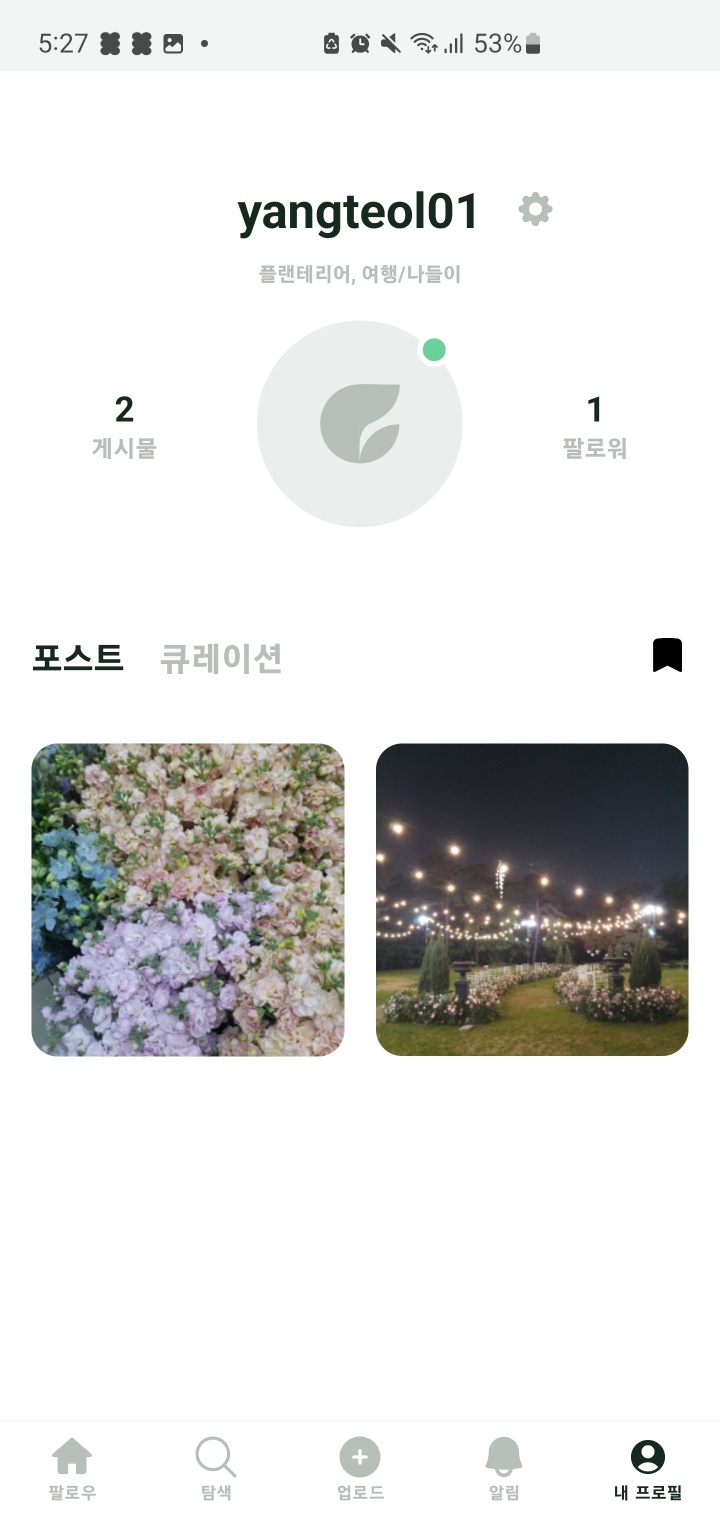 5:27 53%
yangteol01
플랜테리어, 여행/나들이
2
게시물
1
팔로워
포스트 큐레이션
팔로우 탐색 업로드 알림 내 프로필